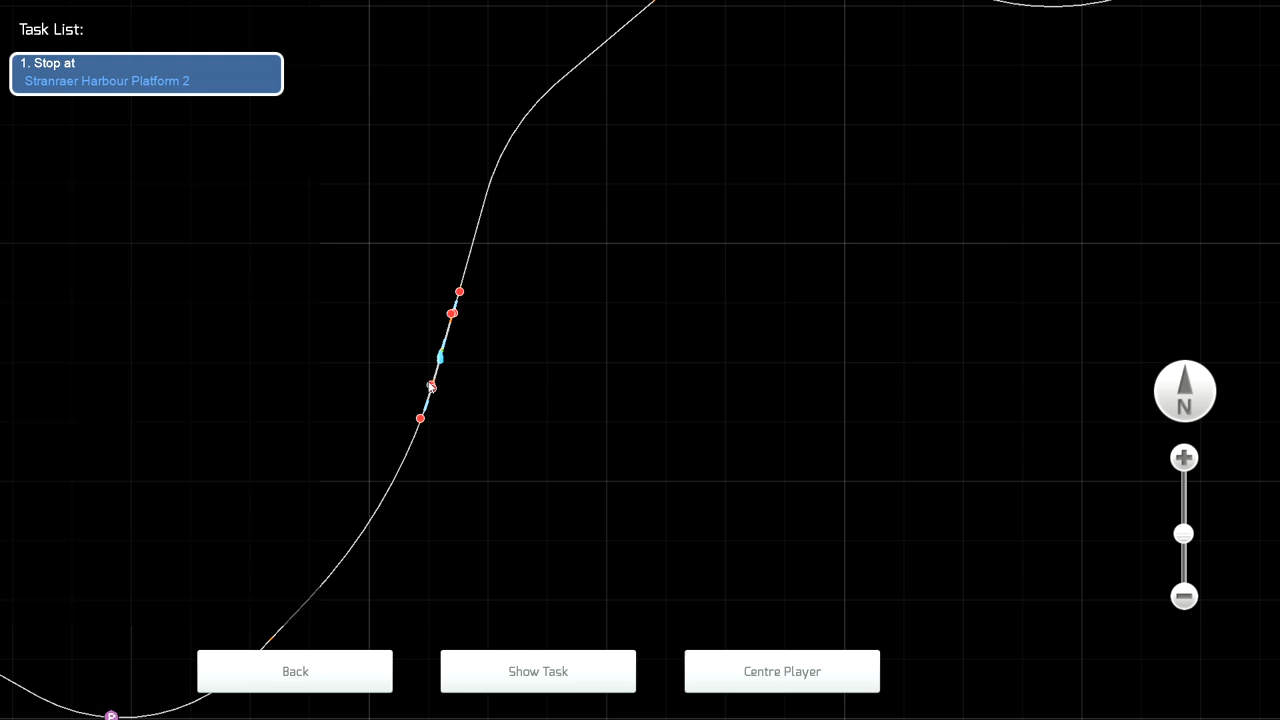 Task List:
1. Stop at
Stranraer Harbour Platform 2
N
Back
Show Task
Centre Player
P